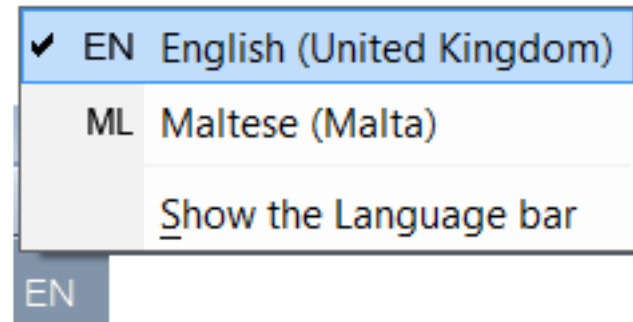 ✔ EN English (United Kingdom)
ML Maltese (Malta)
Show the Language bar
EN